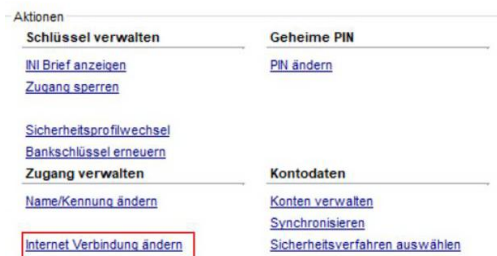 Aktionen
Schlüssel verwalten
Geheime PIN
INI Brief anzeigen
PIN ändern
Zugang sperren
Sicherheitsprofilwechsel
Bankschlüssel erneuern
Zugang verwalten
Kontodaten
Name/Kennung ändern
Konten verwalten
Synchronisieren
Internet Verbindung ändern
Sicherheitsverfahren auswählen